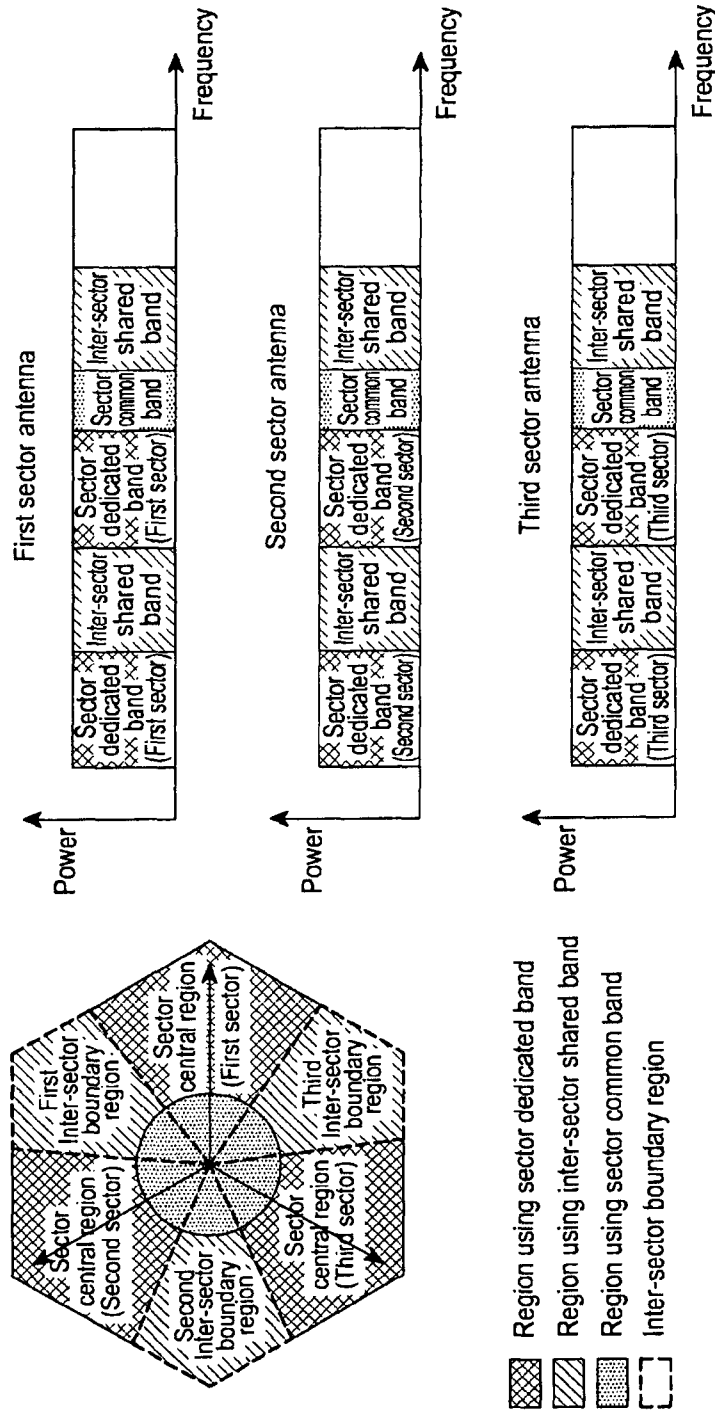 First
Inter-sector
boundary
region
Sector
central region
(Second sector)
Sector
central region
(First sector)
Second
Inter-sector
boundary
region
Third
Inter-sector
boundary
region
Sector
central region
(Third sector)
Region using sector dedicated band
Region using inter-sector shared band
Region using sector common band
Inter-sector boundary region
First sector antenna
Power
Sector
dedicated
band
(First sector)
Inter-sector
shared
band
Sector
dedicated
band
(First sector)
Sector
common
band
Inter-sector
shared
band
Frequency
Second sector antenna
Power
Sector
dedicated
band
(Second sector)
Inter-sector
shared
band
Sector
dedicated
band
(Second sector)
Sector
common
band
Inter-sector
shared
band
Frequency
Third sector antenna
Power
Sector
dedicated
band
(Third sector)
Inter-sector
shared
band
Sector
dedicated
band
(Third sector)
Sector
common
band
Inter-sector
shared
band
Frequency